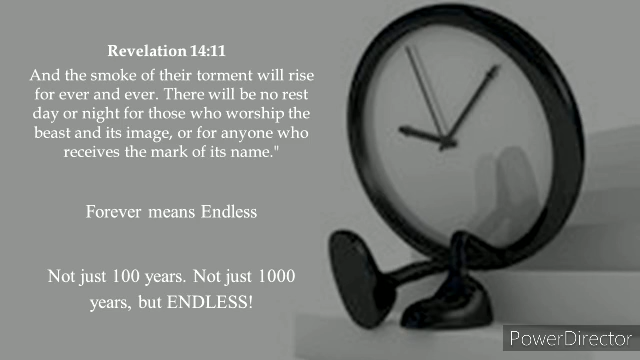 Revelation 14:11
And the smoke of their torment will rise
for ever and ever. There will be no rest
day or night for those who worship the
beast and its image, or for anyone who
receives the mark of its name."
Forever means Endless
Not just 100 years. Not just 1000
years, but ENDLESS!
PowerDirector